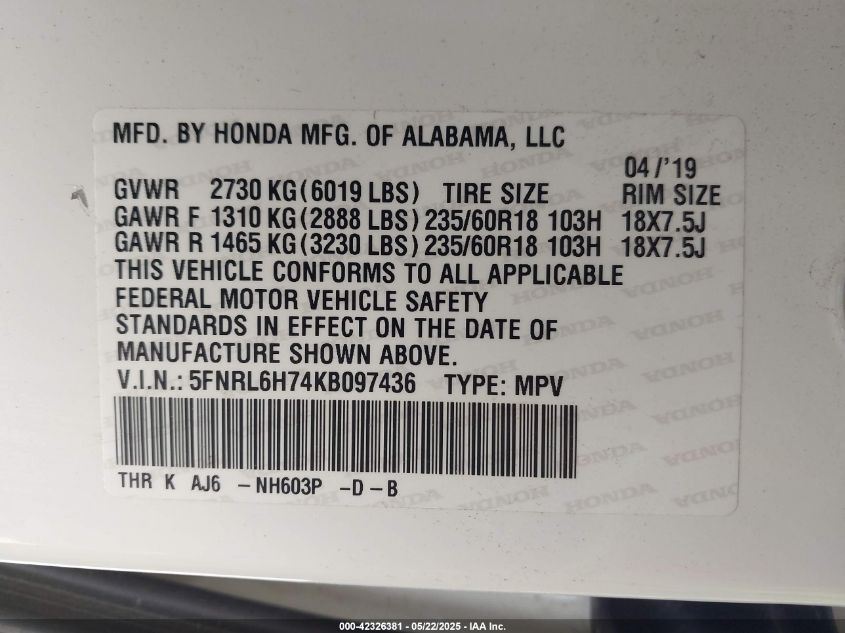 MFD. BY HONDA MFG. OF ALABAMA, LLC
04/'19
GVWR 2730 KG(6019 LBS) TIRE SIZE RIM SIZE
GAWR F 1310 KG(2888 LBS) 235/60R18 103H 18X7.5J
GAWR R 1465 KG(3230 LBS) 235/60R18 103H 18X7.5J
THIS VEHICLE CONFORMS TO ALL APPLICABLE
FEDERAL MOTOR VEHICLE SAFETY
STANDARDS IN EFFECT ON THE DATE OF
MANUFACTURE SHOWN ABOVE.
V.I.N.: 5FNRL6H74KB097436 TYPE: MPV
THR K AJ6 -NH603P -D-B
000-42326381 - 05/22/2025 - IAA Inc.